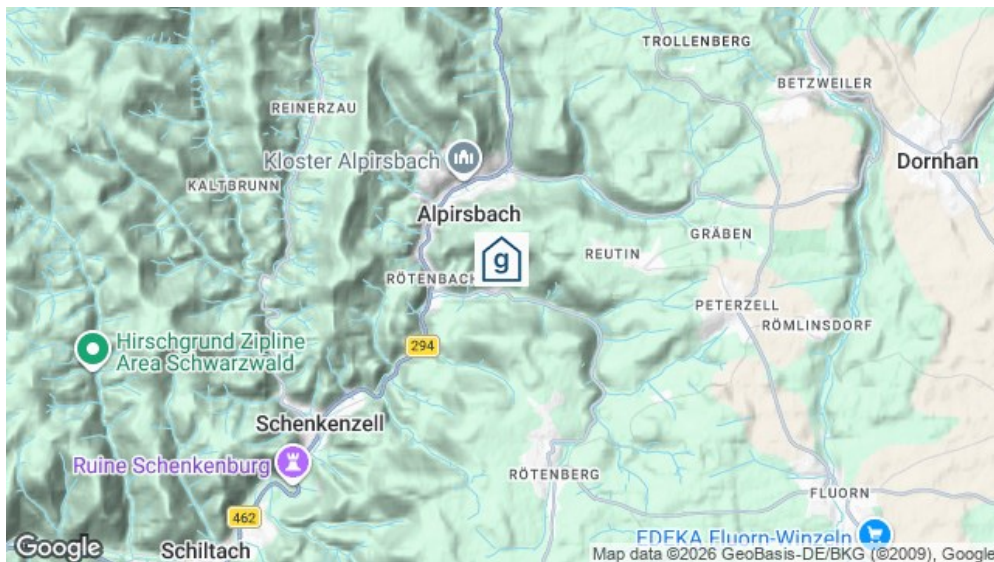 TROLLENBERG
BETZWEILER
REINERZAU
Kloster Alpirsbach
Dornhan
KALTBRUNN
Alpirsbach
GRÄBEN
REUTIN
g
RÖTENBACH
PETERZELL
RÖMLINSDORF
Hirschgrund Zipline
Area Schwarzwald
294
Schenkenzell
Ruine Schenkenburg
RÖTENBERG
FLUORN
462
EDEKA Fluorn-Winzeln
Schiltach
Google
Map data ©2026 GeoBasis-DE/BKG (©2009), Google